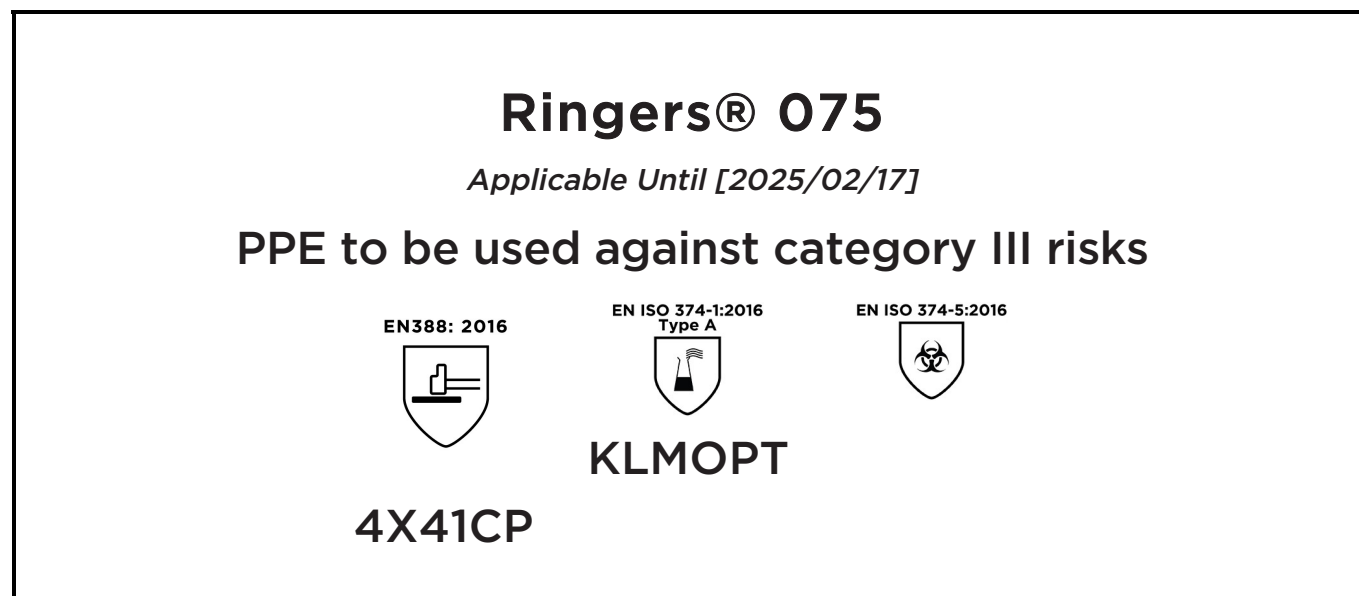 Ringers® 075
Applicable Until [2025/02/17]
PPE to be used against category III risks
EN388: 2016
EN ISO 374-1:2016
Type A
EN ISO 374-5:2016
KLMOPT
4X41CP